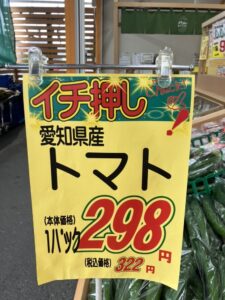 イチ押し
愛知県産
トマト
(本体価格)
1パック298円
(税込価格) 322円